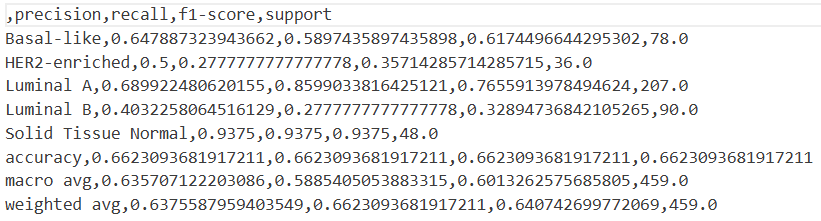 ,precision,recall,f1-score,support
Basal-like,0.647887323943662,0.5897435897435898,0.6174496644295302,78.0
HER2-enriched,0.5,0.2777777777777778,0.35714285714285715,36.0
Luminal A,0.689922480620155,0.8599033816425121,0.7655913978494624,207.0
Luminal B,0.4032258064516129,0.2777777777777778,0.32894736842105265,90.0
Solid Tissue Normal,0.9375,0.9375,0.9375,48.0
accuracy,0.6623093681917211,0.6623093681917211,0.6623093681917211,0.6623093681917211
macro avg,0.635707122203086,0.5885405053883315,0.6013262575685805,459.0
weighted avg,0.6375587959403549,0.6623093681917211,0.640742699772069,459.0